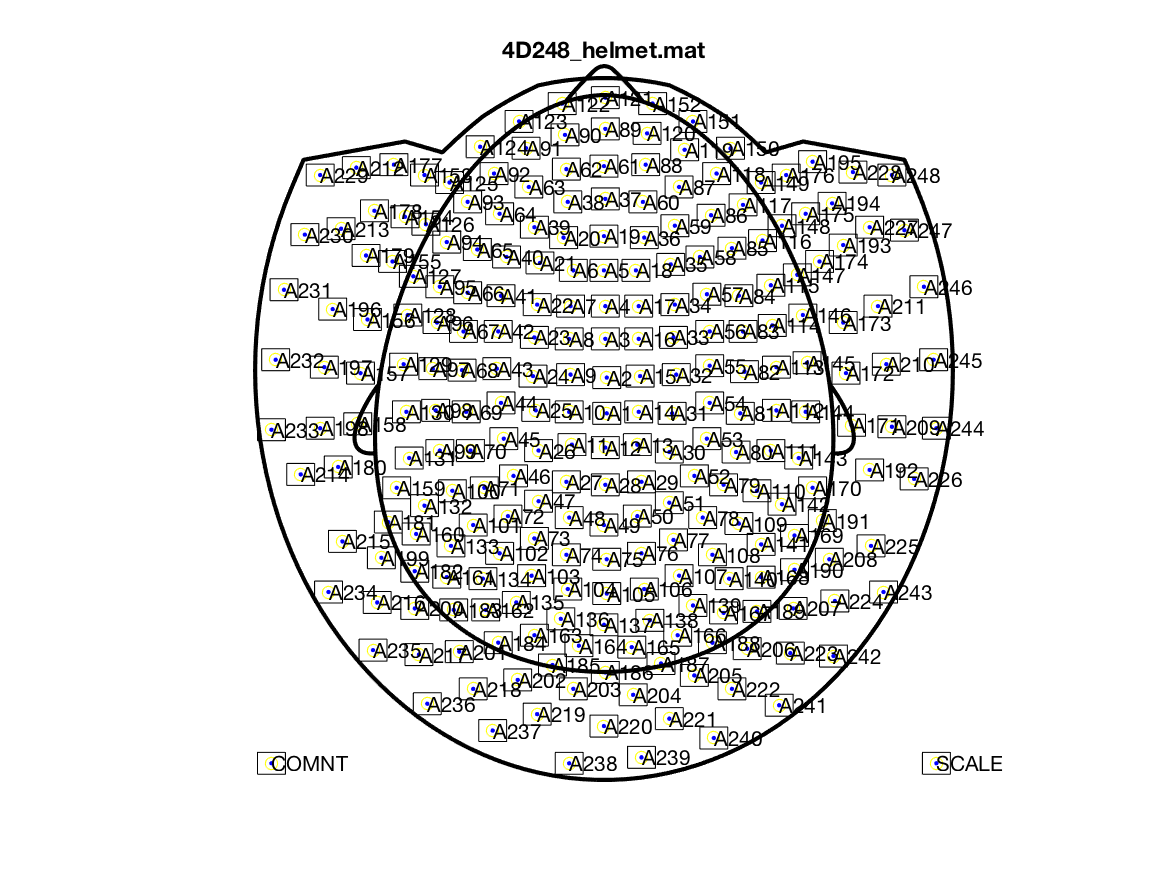 4D248_helmet.mat
A122 A121 A152
A123 A90 A89 A120 A151
A124 A91 A119 A150
A229 A212 A177 A153 A125 A92 A63 A62 A61 A88 A87 A118 A149 A176 A195 A228 A248
A93 A64 A38 A37 A60 A86 A117 A175 A194
A230 A213 A178 A154 A126 A94 A65 A39 A20 A19 A36 A59 A58 A85 A116 A148 A193 A227 A247
A179 A155 A127 A40 A21 A6 A5 A18 A35 A115 A147 A174
A231 A95 A66 A41 A22 A7 A4 A17 A34 A57 A84 A246
A196 A156 A128 A96 A67 A42 A23 A8 A3 A16 A33 A56 A83 A114 A146 A173 A211
A232 A197 A157 A129 A97 A68 A43 A24 A9 A2 A15 A32 A55 A82 A113 A145 A172 A210 A245
A233 A198 A158 A130 A98 A69 A44 A25 A10 A1 A14 A31 A54 A81 A112 A144 A171 A209 A244
A131 A99 A70 A45 A26 A11 A12 A13 A30 A53 A80 A111 A143
A214 A180 A159 A100 A71 A46 A27 A28 A29 A52 A79 A110 A170 A192 A226
A181 A132 A101 A72 A47 A48 A49 A50 A51 A78 A109 A142 A191
A215 A199 A160 A133 A102 A73 A74 A75 A76 A77 A108 A141 A169 A208 A225
A182 A161 A134 A103 A104 A105 A106 A107 A140 A168 A190
A234 A216 A200 A183 A162 A135 A136 A137 A138 A139 A167 A189 A207 A224 A243
A235 A217 A201 A184 A163 A164 A165 A166 A188 A206 A223 A242
A218 A202 A185 A203 A186 A204 A187 A205 A222
A236 A219 A220 A221 A241
A237 A238 A239 A240
COMNT SCALE